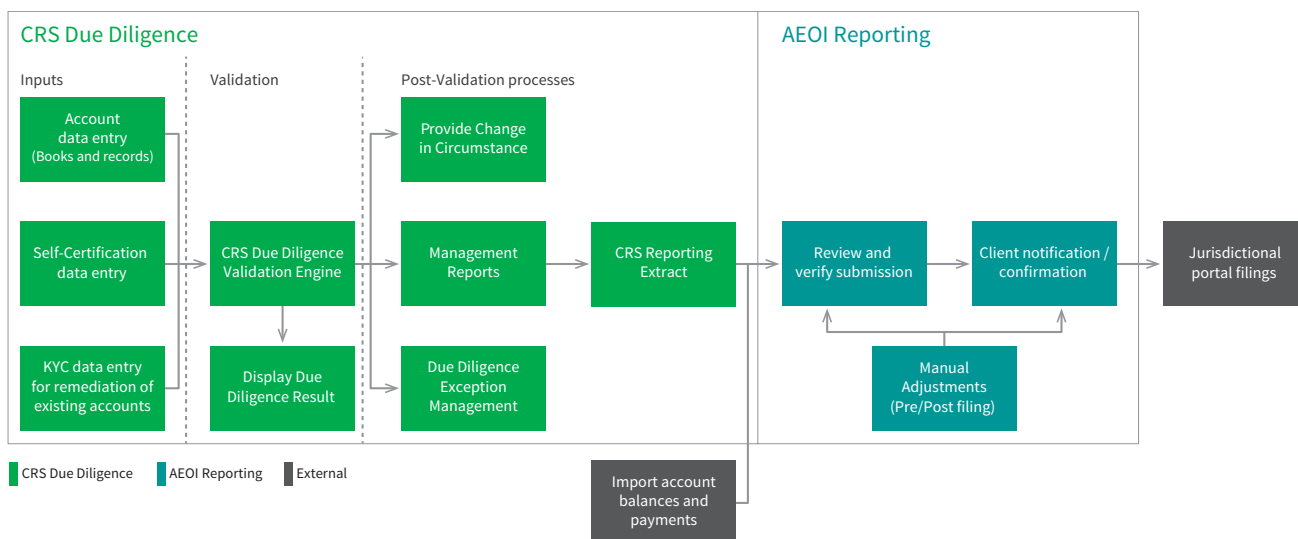 CRS Due Diligence
AEOI Reporting
Inputs
Validation
Post-Validation processes
Account
data entry
(Books and records)
Provide Change
in Circumstance
Self-Certification
data entry
CRS Due Diligence
Validation Engine
Management
Reports
CRS Reporting
Extract
Review and
verify submission
Client notification /
confirmation
Jurisdictional
portal filings
KYC data entry
for remediation of
existing accounts
Display Due
Diligence Result
Due Diligence
Exception
Management
Manual
Adjustments
(Pre/Post filing)
CRS Due Diligence
AEOI Reporting
External
Import account
balances and
payments